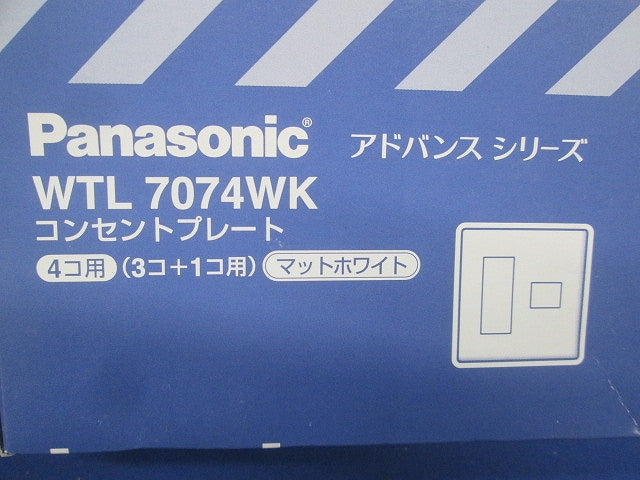 Panasonic® アドバンス シリーズ
WTL 7074WK
コンセントプレート
4コ用 (3コ+1コ用) マットホワイト